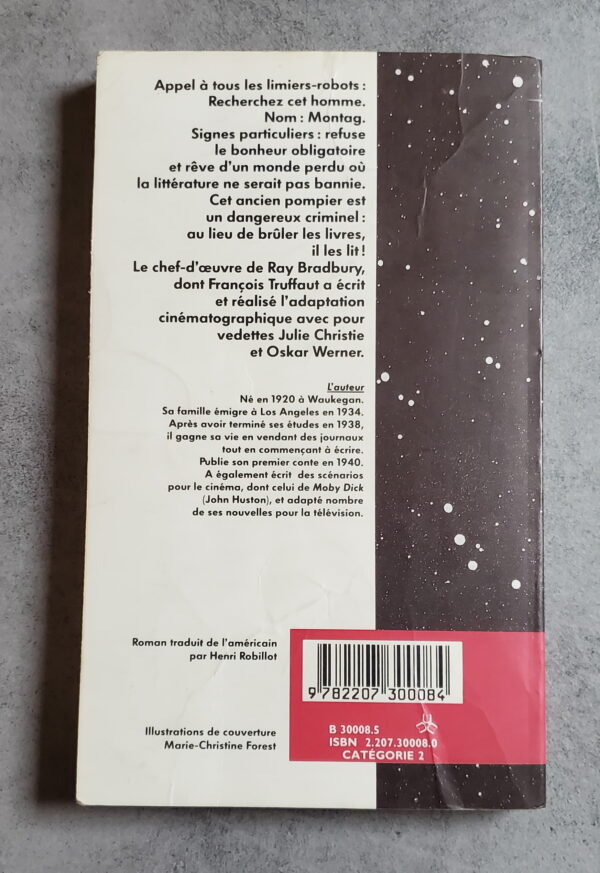 Appel à tous les limiers-robots :
Recherchez cet homme.
Nom : Montag.
Signes particuliers : refuse
le bonheur obligatoire
et rêve d'un monde perdu où
la littérature ne serait pas bannie.
Cet ancien pompier est
un dangereux criminel :
au lieu de brûler les livres,
il les lit !
Le chef-d'œuvre de Ray Bradbury,
dont François Truffaut a écrit
et réalisé l'adaptation
cinématographique avec pour
vedettes Julie Christie
et Oskar Werner.
L'auteur
Né en 1920 à Waukegan.
Sa famille émigre à Los Angeles en 1934.
Après avoir terminé ses études en 1938,
il gagne sa vie en vendant des journaux
tout en commençant à écrire.
Publie son premier conte en 1940.
A également écrit des scénarios
pour le cinéma, dont celui de Moby Dick
(John Huston), et adapté nombre
de ses nouvelles pour la télévision.
Roman traduit de l'américain
par Henri Robillot
Illustrations de couverture
Marie-Christine Forest
9 782207 300084
B 30008.5
ISBN 2.207.30008.0
CATÉGORIE 2